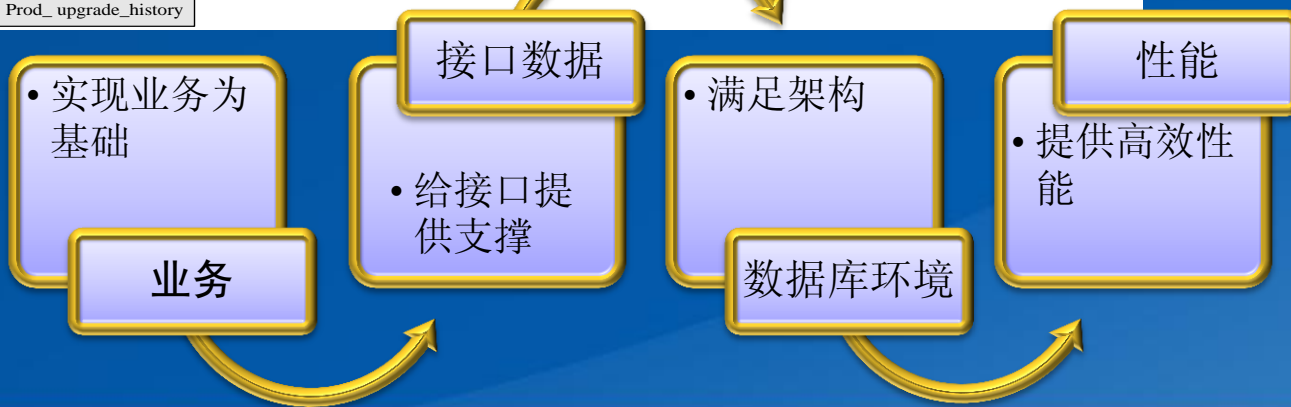 Prod_ upgrade_history
• 实现业务为
基础
业务
接口数据
• 给接口提
供支撑
• 满足架构
数据库环境
性能
• 提供高效性
能